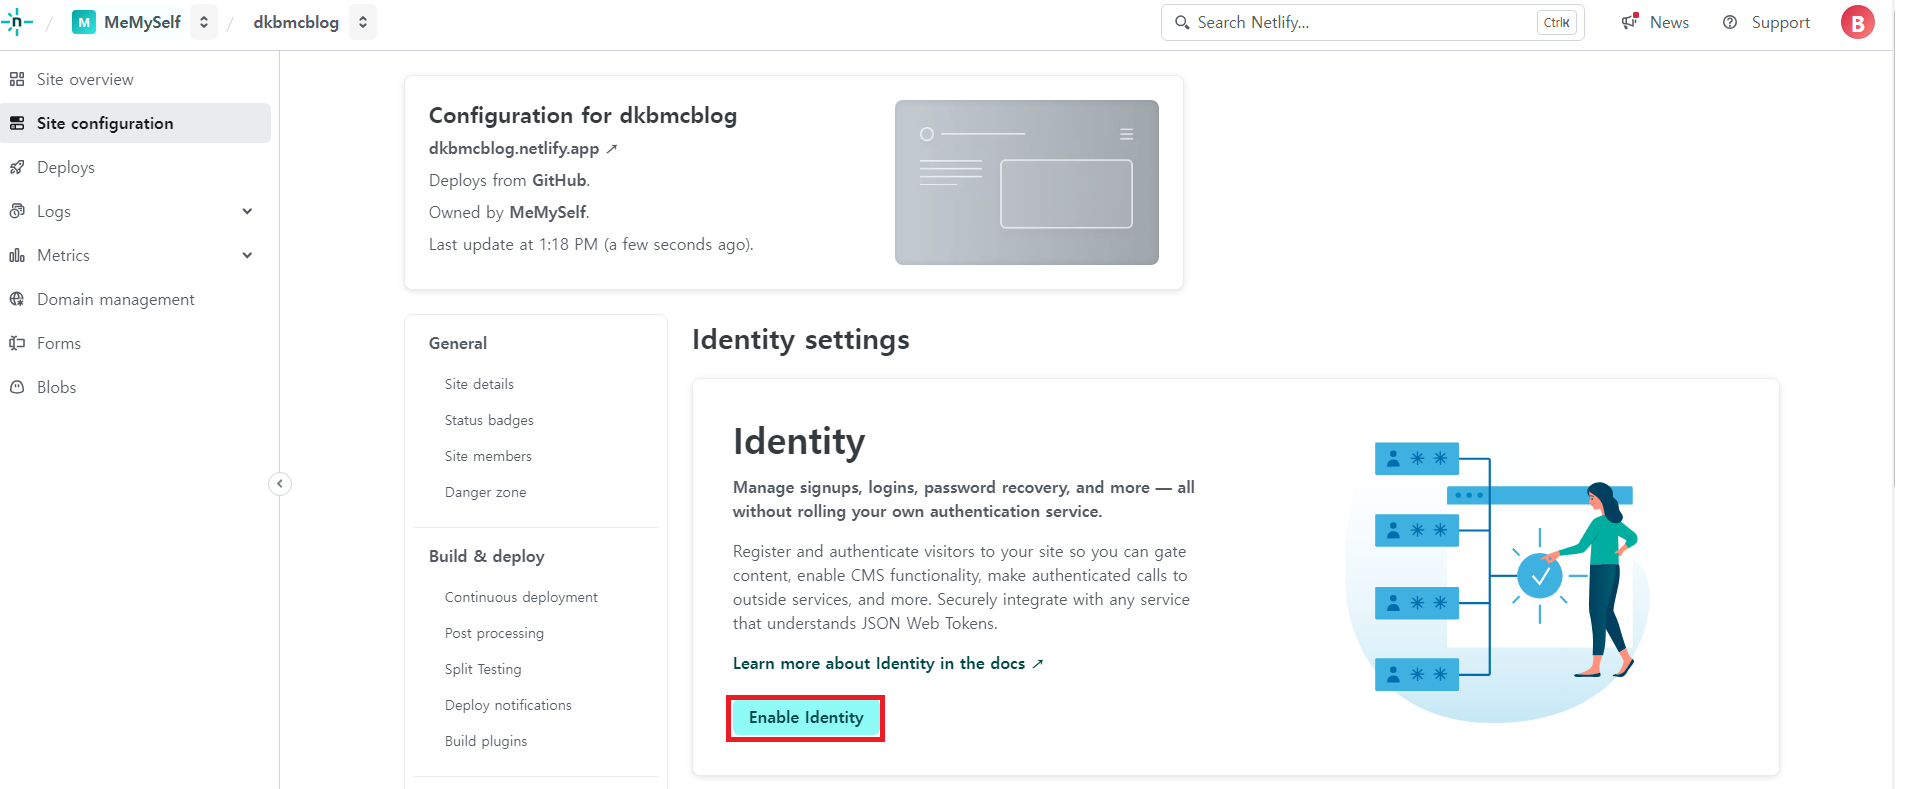 M MeMySelf / dkbmcblog
Search Netlify...
Ctrl K
News
Support
B
Site overview
Site configuration
Deploys
Logs
Metrics
Domain management
Forms
Blobs
Configuration for dkbmcblog
dkbmcblog.netlify.app ↗
Deploys from GitHub.
Owned by MeMySelf.
Last update at 1:18 PM (a few seconds ago).
General
Site details
Status badges
Site members
Danger zone
Build & deploy
Continuous deployment
Post processing
Split Testing
Deploy notifications
Build plugins
Identity settings
Identity
Manage signups, logins, password recovery, and more — all
without rolling your own authentication service.
Register and authenticate visitors to your site so you can gate
content, enable CMS functionality, make authenticated calls to
outside services, and more. Securely integrate with any service
that understands JSON Web Tokens.
Learn more about Identity in the docs ↗
Enable Identity